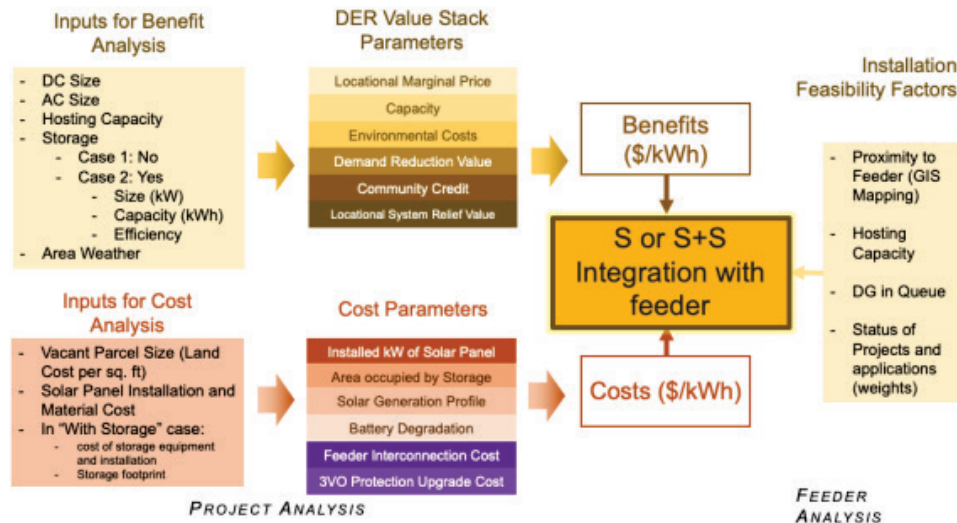 Inputs for Benefit
Analysis
- DC Size
- AC Size
- Hosting Capacity
- Storage
- Case 1: No
- Case 2: Yes
- Size (kW)
- Capacity (kWh)
- Efficiency
- Area Weather
DER Value Stack
Parameters
Locational Marginal Price
Capacity
Environmental Costs
Demand Reduction Value
Community Credit
Locational System Relief Value
Benefits
($/kWh)
S or S+S
Integration with
feeder
Installation
Feasibility Factors
- Proximity to
Feeder (GIS
Mapping)
- Hosting
Capacity
- DG in Queue
- Status of
Projects and
applications
(weights)
Inputs for Cost
Analysis
- Vacant Parcel Size (Land
Cost per sq. ft)
- Solar Panel Installation and
Material Cost
- In "With Storage" case:
- cost of storage equipment
and installation
- Storage footprint
Cost Parameters
Installed kW of Solar Panel
Area occupied by Storage
Solar Generation Profile
Battery Degradation
Feeder Interconnection Cost
3VO Protection Upgrade Cost
Costs ($/kWh)
PROJECT ANALYSIS
FEEDER
ANALYSIS